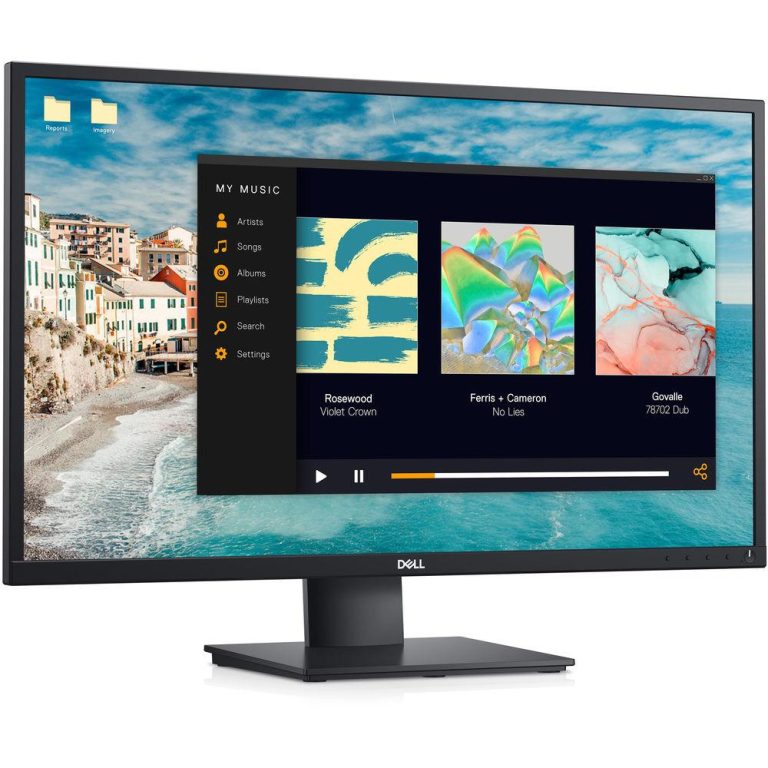 Reports
Imagery
MY MUSIC
Artists
Songs
Albums
Playlists
Search
Settings
Rosewood
Violet Crown
Ferris + Cameron
No Lies
Govalle
78702 Dub
DELL